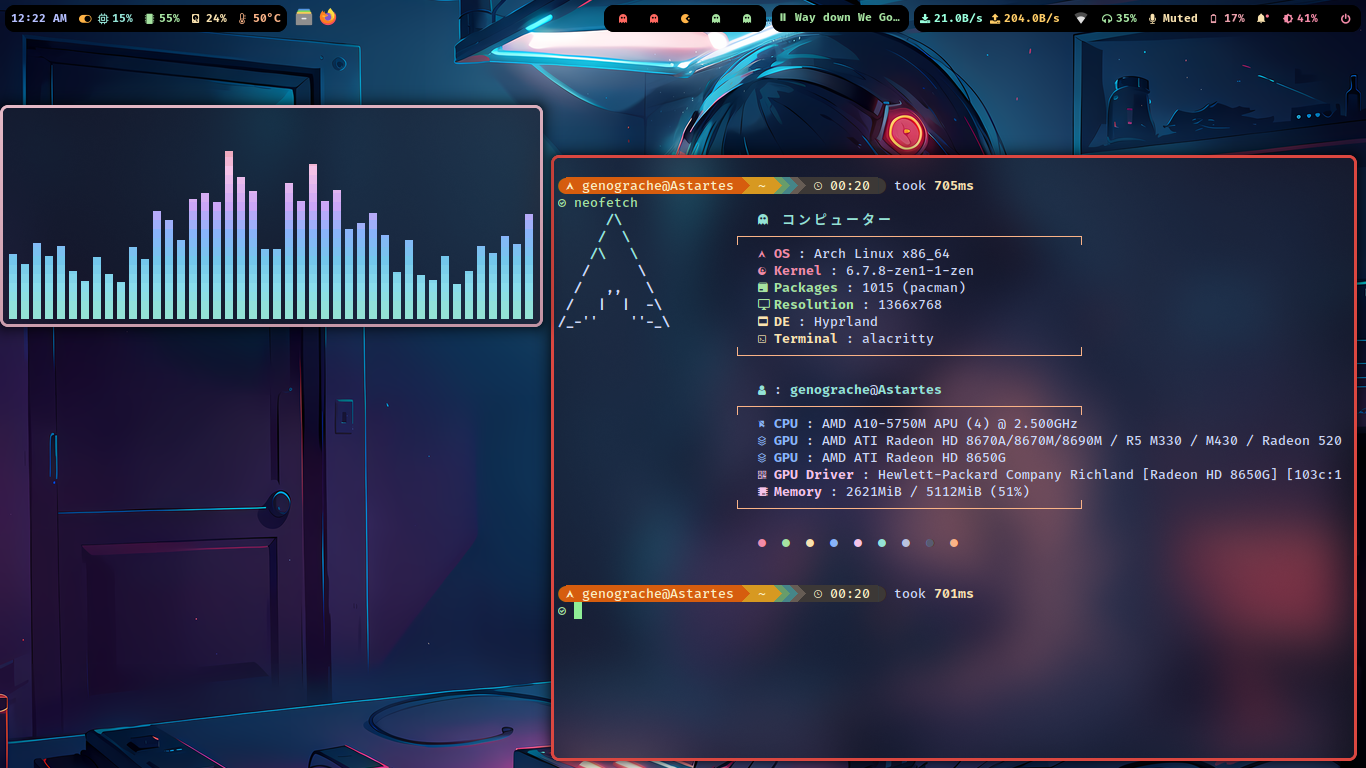 12:22 AM 15% 55% 24% 50°C
Way down We Go…
21.0B/s 204.0B/s 35% Muted 17% 41%
genograche@Astartes ~ 00:20 took 705ms
neofetch
コンピューター
OS : Arch Linux x86_64
Kernel : 6.7.8-zen1-1-zen
Packages : 1015 (pacman)
Resolution : 1366x768
DE : Hyprland
Terminal : alacritty
: genograche@Astartes
CPU : AMD A10-5750M APU (4) @ 2.500GHz
GPU : AMD ATI Radeon HD 8670A/8670M/8690M / R5 M330 / M430 / Radeon 520
GPU : AMD ATI Radeon HD 8650G
GPU Driver : Hewlett-Packard Company Richland [Radeon HD 8650G] [103c:1
Memory : 2621MiB / 5112MiB (51%)
genograche@Astartes ~ 00:20 took 701ms